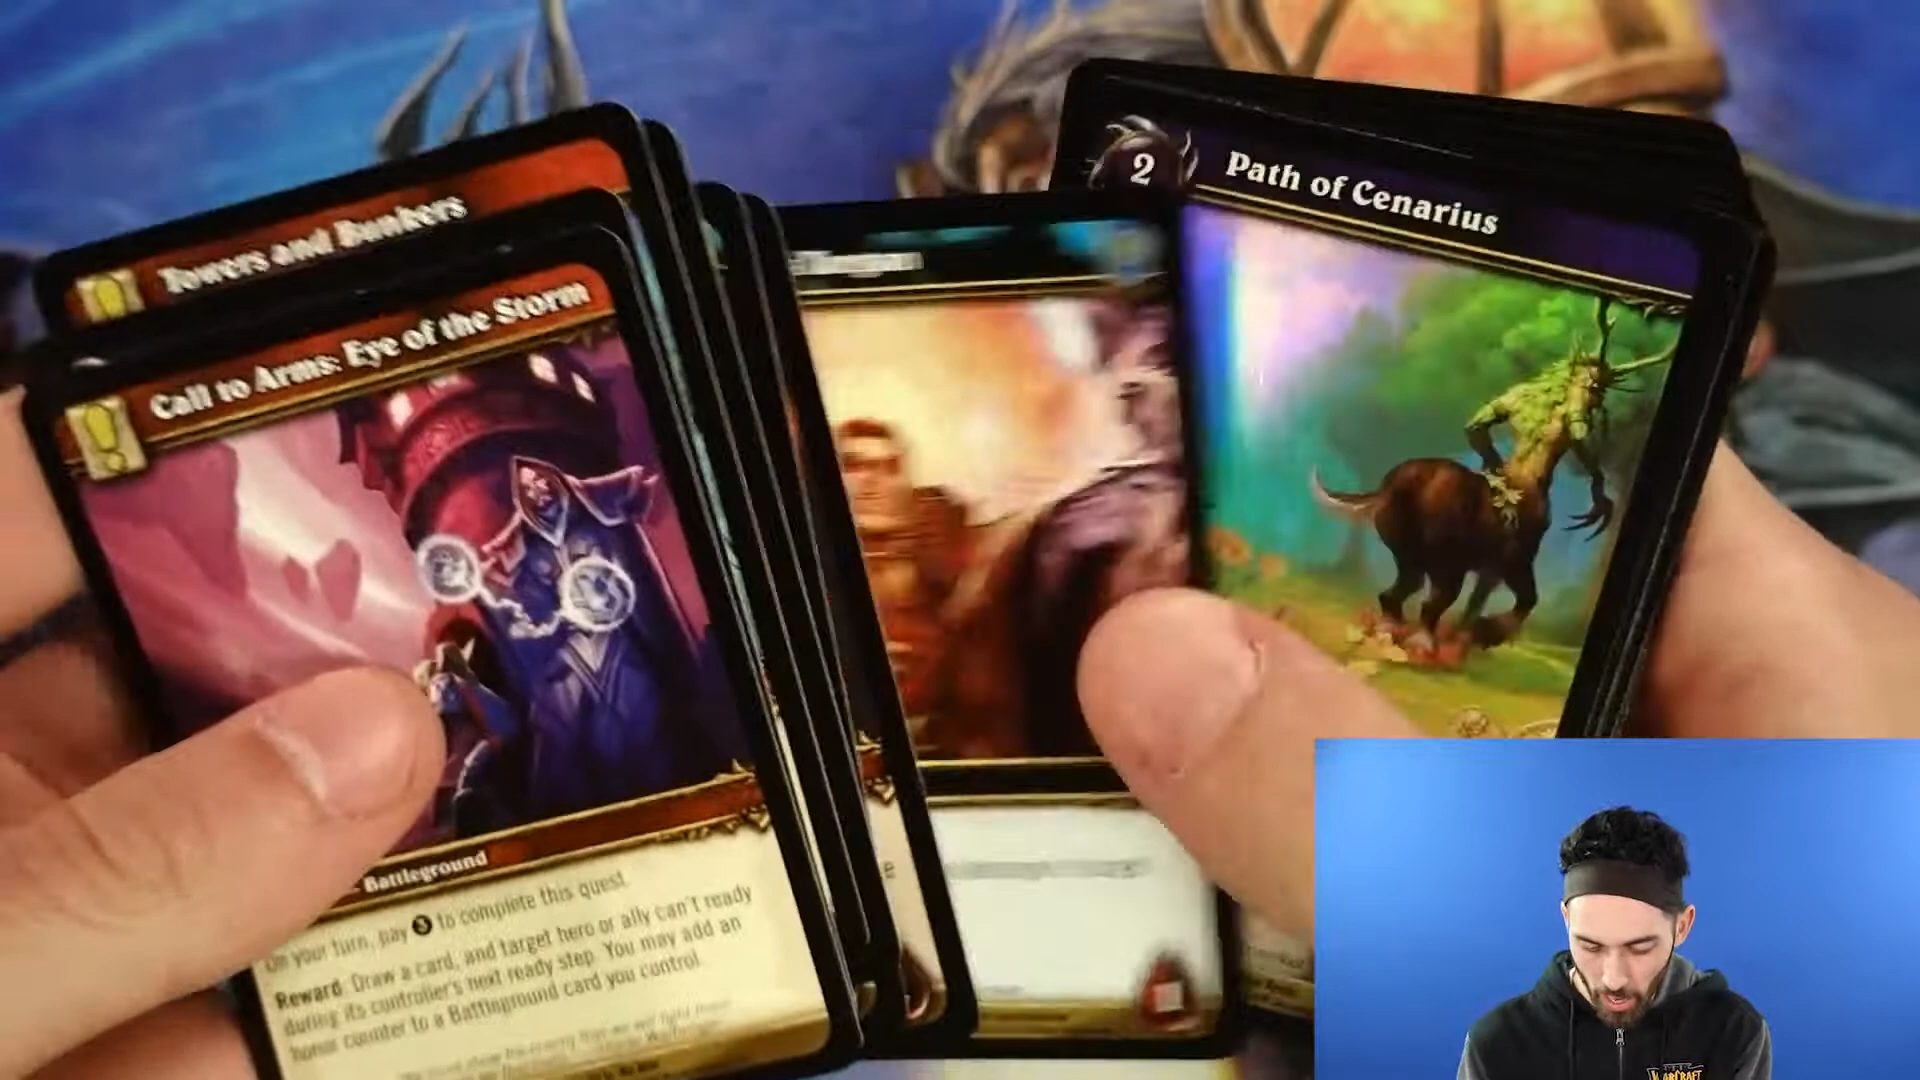 Towers and Bunkers
Call to Arms: Eye of the Storm
Battleground
On your turn, pay 3 to complete this quest.
Reward: Draw a card, and target hero or ally can't ready
during its controller's next ready step. You may add an
honor counter to a Battleground card you control.
2
Path of Cenarius
WARCRAFT